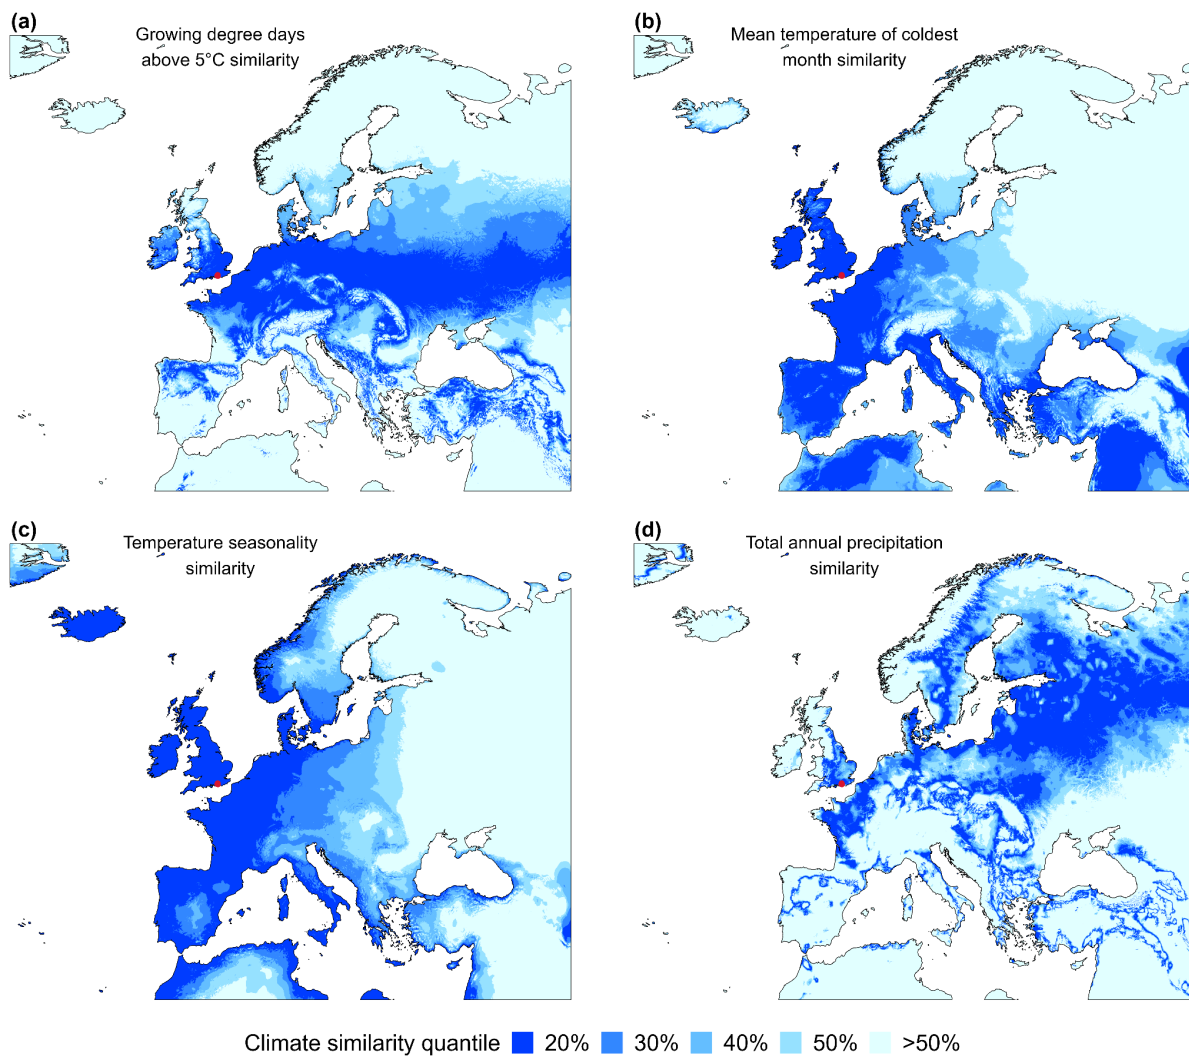 (a)
Growing degree days
above 5°C similarity
(b)
Mean temperature of coldest
month similarity
(c)
Temperature seasonality
similarity
(d)
Total annual precipitation
similarity
Climate similarity quantile 20% 30% 40% 50% >50%